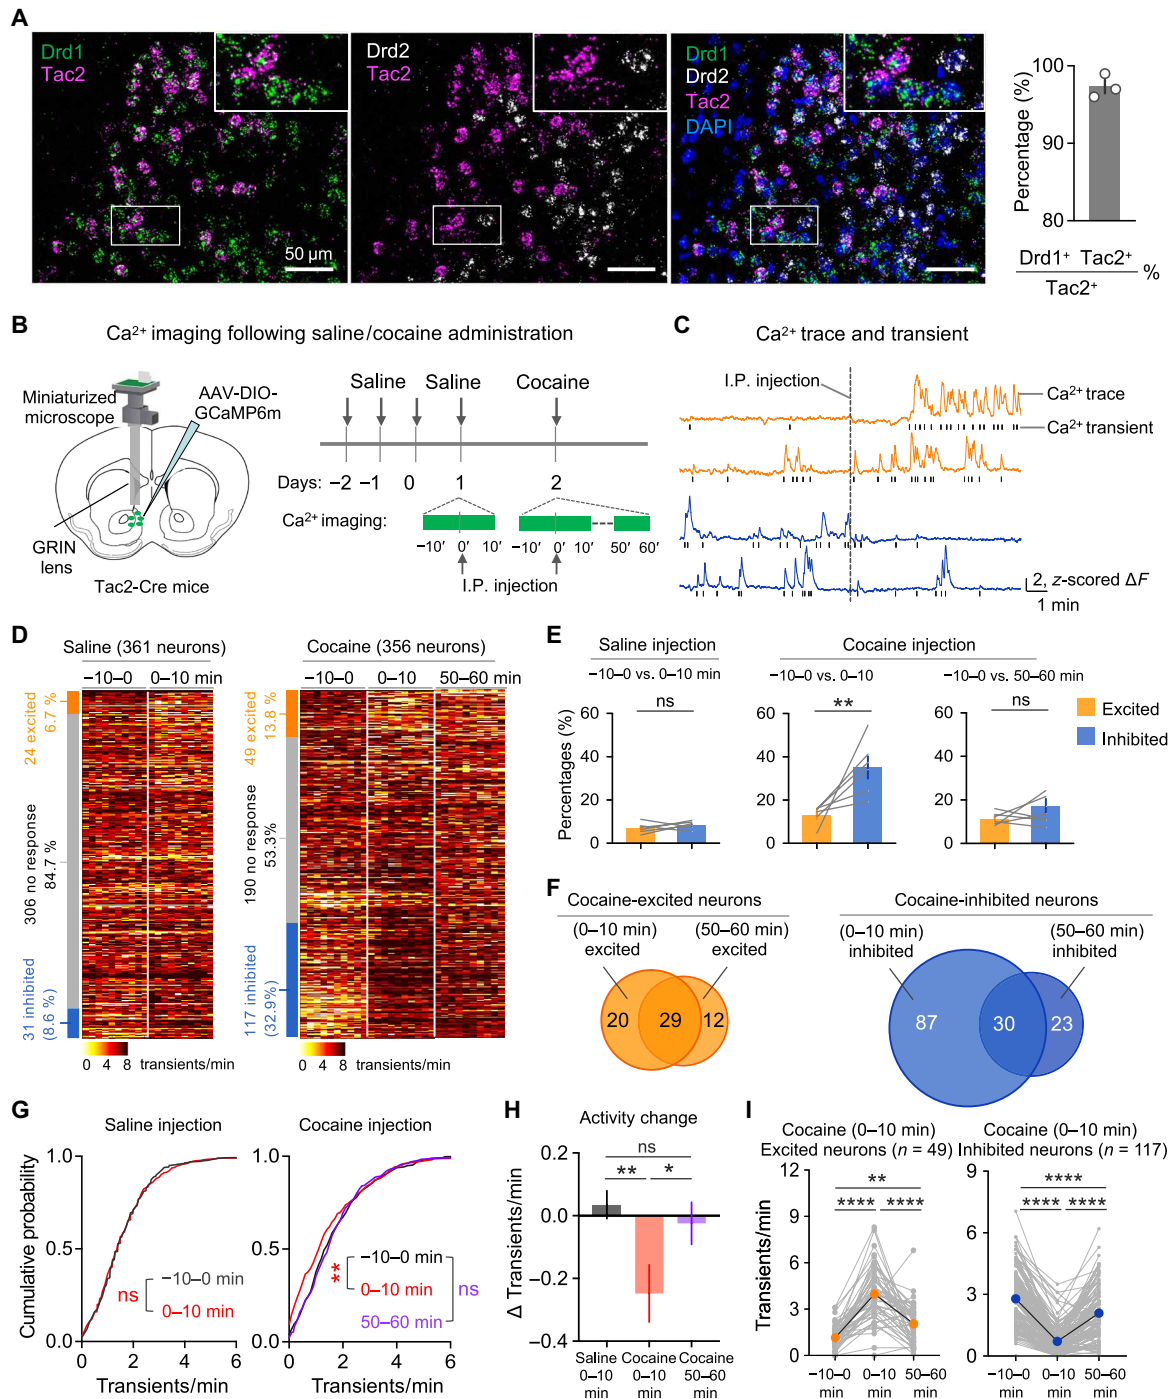 A
Drd1
Tac2
50 µm
Drd2
Tac2
Drd1
Drd2
Tac2
DAPI
Percentage (%)
100
90
80
Drd1⁺ Tac2⁺
Tac2⁺
%
B
Ca²⁺ imaging following saline/cocaine administration
Miniaturized
microscope
AAV-DIO-
GCaMP6m
GRIN
lens
Tac2-Cre mice
Saline Saline Cocaine
Days: −2 −1 0 1 2
Ca²⁺ imaging:
−10′ 0′ 10′ −10′ 0′ 50′ 60′
I.P. injection
C
Ca²⁺ trace and transient
I.P. injection
Ca²⁺ trace
Ca²⁺ transient
2, z-scored ΔF
1 min
D
Saline (361 neurons)
−10–0 0–10 min
24 excited
6.7 %
306 no response
84.7 %
31 inhibited
(8.6 %)
0 4 8 transients/min
Cocaine (356 neurons)
−10–0 0–10 50–60 min
49 excited
13.8 %
190 no response
53.3%
117 inhibited
(32.9%)
0 4 8 transients/min
E
Saline injection
−10–0 vs. 0–10 min
Cocaine injection
−10–0 vs. 0–10
−10–0 vs. 50–60 min
Percentages (%)
60
40
20
0
ns
60
40
20
0
**
60
40
20
0
ns
Excited
Inhibited
F
Cocaine-excited neurons
(0–10 min)
excited
(50–60 min)
excited
20 29 12
Cocaine-inhibited neurons
(0–10 min)
inhibited
(50–60 min)
inhibited
87 30 23
G
Saline injection
Cumulative probability
1.0
0.5
0.0
0 2 4 6
Transients/min
ns
−10–0 min
0–10 min
Cocaine injection
1.0
0.5
0.0
0 2 4 6
Transients/min
**
−10–0 min
0–10 min
50–60 min
ns
H
Activity change
Δ Transients/min
0.2
0.0
−0.2
−0.4
ns
** *
Saline
0–10
min
Cocaine
0–10
min
Cocaine
50–60
min
I
Cocaine (0–10 min)
Excited neurons (n = 49)
Transients/min
12
9
6
3
0
**
**** ****
−10–0
min
0–10
min
50–60
min
Cocaine (0–10 min)
Inhibited neurons (n = 117)
9
6
3
0
****
**** ****
−10–0
min
0–10
min
50–60
min